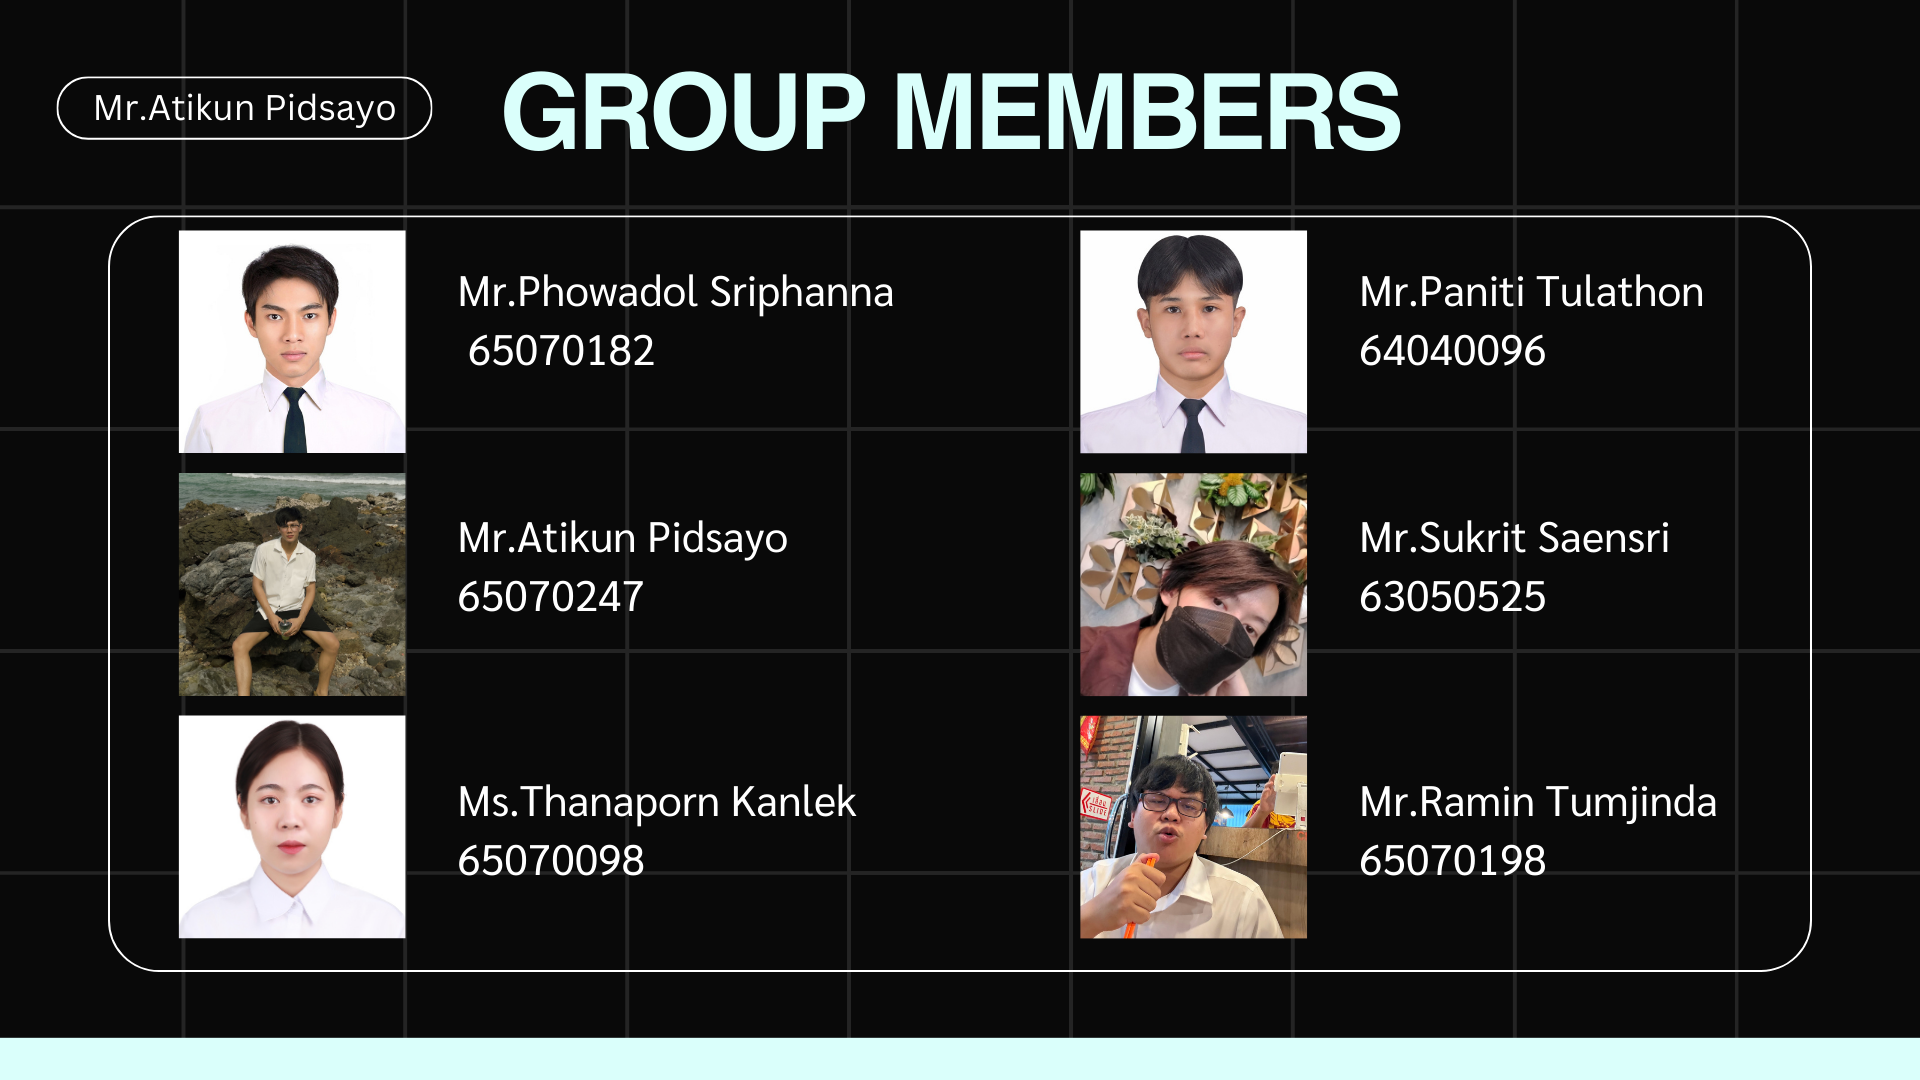 Mr.Atikun Pidsayo
GROUP MEMBERS
Mr.Phowadol Sriphanna
65070182
Mr.Atikun Pidsayo
65070247
Ms.Thanaporn Kanlek
65070098
Mr.Paniti Tulathon
64040096
Mr.Sukrit Saensri
63050525
Mr.Ramin Tumjinda
65070198